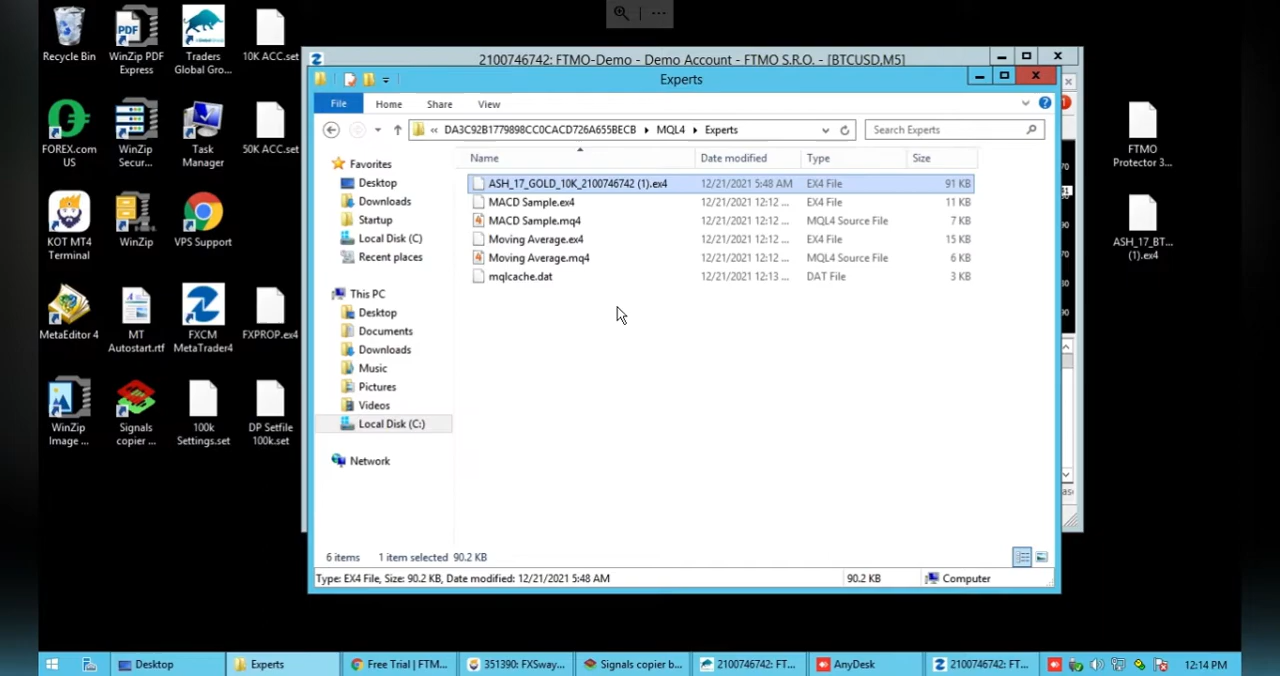 Recycle Bin
WinZip PDF
Express
Traders
Global Gro...
10K ACC.set
FOREX.com
US
WinZip
Secur...
Task
Manager
50K ACC.set
KOT MT4
Terminal
WinZip
VPS Support
MetaEditor 4
MT
Autostart.rtf
FXCM
MetaTrader4
FXPROP.ex4
WinZip
Image ...
Signals
copier ...
100k
Settings.set
DP Setfile
100k.set
2100746742: FTMO-Demo - Demo Account - FTMO S.R.O. - [BTCUSD,M5]
Experts
File
Home
Share
View
« DA3C92B1779898CC0CACD726A655BECB
MQL4
Experts
Search Experts
Favorites
Desktop
Downloads
Startup
Local Disk (C)
Recent places
This PC
Desktop
Documents
Downloads
Music
Pictures
Videos
Local Disk (C:)
Network
Name
Date modified
Type
Size
ASH_17_GOLD_10K_2100746742 (1).ex4 12/21/2021 5:48 AM EX4 File 91 KB
MACD Sample.ex4 12/21/2021 12:12 ... EX4 File 11 KB
MACD Sample.mq4 12/21/2021 12:12 ... MQL4 Source File 7 KB
Moving Average.ex4 12/21/2021 12:12 ... EX4 File 15 KB
Moving Average.mq4 12/21/2021 12:12 ... MQL4 Source File 6 KB
mqlcache.dat 12/21/2021 12:13 ... DAT File 3 KB
6 items 1 item selected 90.2 KB
Type: EX4 File, Size: 90.2 KB, Date modified: 12/21/2021 5:48 AM
90.2 KB
Computer
FTMO
Protector 3...
ASH_17_BT...
(1).ex4
Desktop
Experts
Free Trial | FTM...
351390: FXSway...
Signals copier b...
2100746742: FT...
AnyDesk
2100746742: FT...
12:14 PM